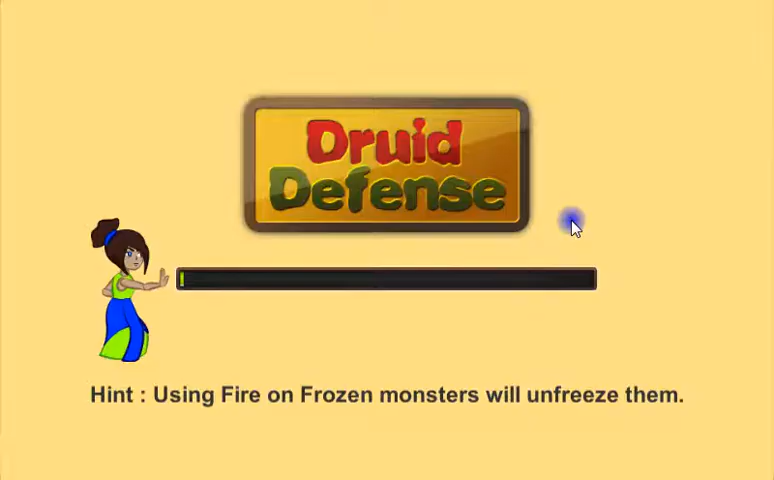 Druid
Defense
Hint : Using Fire on Frozen monsters will unfreeze them.